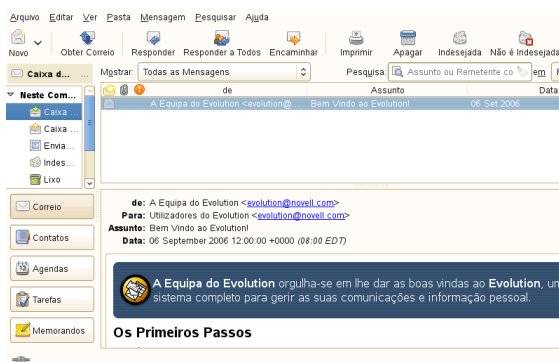 Arquivo Editar Ver Pasta Mensagem Pesquisar Ajuda
Novo Obter Correio Responder Responder a Todos Encaminhar Imprimir Apagar Indesejada Não é Indesejada
Caixa d... Mostrar: Todas as Mensagens Pesquisa: Assunto ou Remetente co em
Neste Com... de Assunto Data
Caixa ... A Equipa do Evolution <evolution@... Bem Vindo ao Evolution! 06 Set 2006
Caixa ...
Envia...
Indes...
Lixo
Correio
Contatos
Agendas
Tarefas
Memorandos
de: A Equipa do Evolution <evolution@novell.com>
Para: Utilizadores do Evolution <evolution@novell.com>
Assunto: Bem Vindo ao Evolution!
Data: 06 September 2006 12:00:00 +0000 (08:00 EDT)
A Equipa do Evolution orgulha-se em lhe dar as boas vindas ao Evolution, um
sistema completo para gerir as suas comunicações e informação pessoal.
Os Primeiros Passos